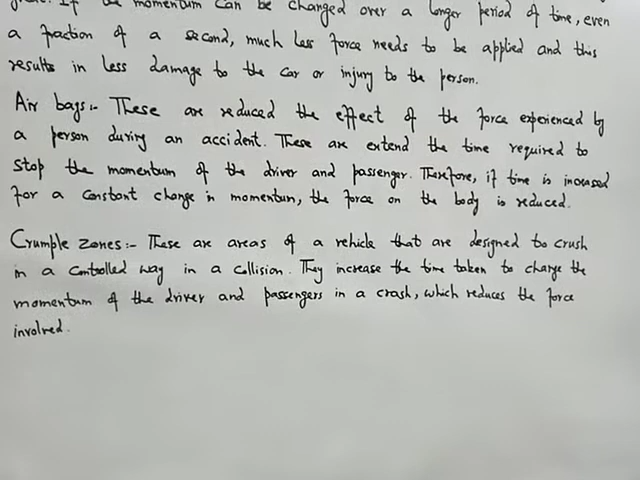 If the momentum can be changed over a longer period of time, even
a fraction of a second, much less force needs to be applied and this
results in less damage to the car or injury to the person.
Air bags:- These are reduced the effect of the force experienced by
a person during an accident. These are extend the time required to
stop the momentum of the driver and passenger. Therefore, if time is increased
for a constant change in momentum, the force on the body is reduced.
Crumple zones:- These are areas of a vehicle that are designed to crush
in a controlled way in a collision. They increase the time taken to change the
momentum of the driver and passengers in a crash, which reduces the force
involved.